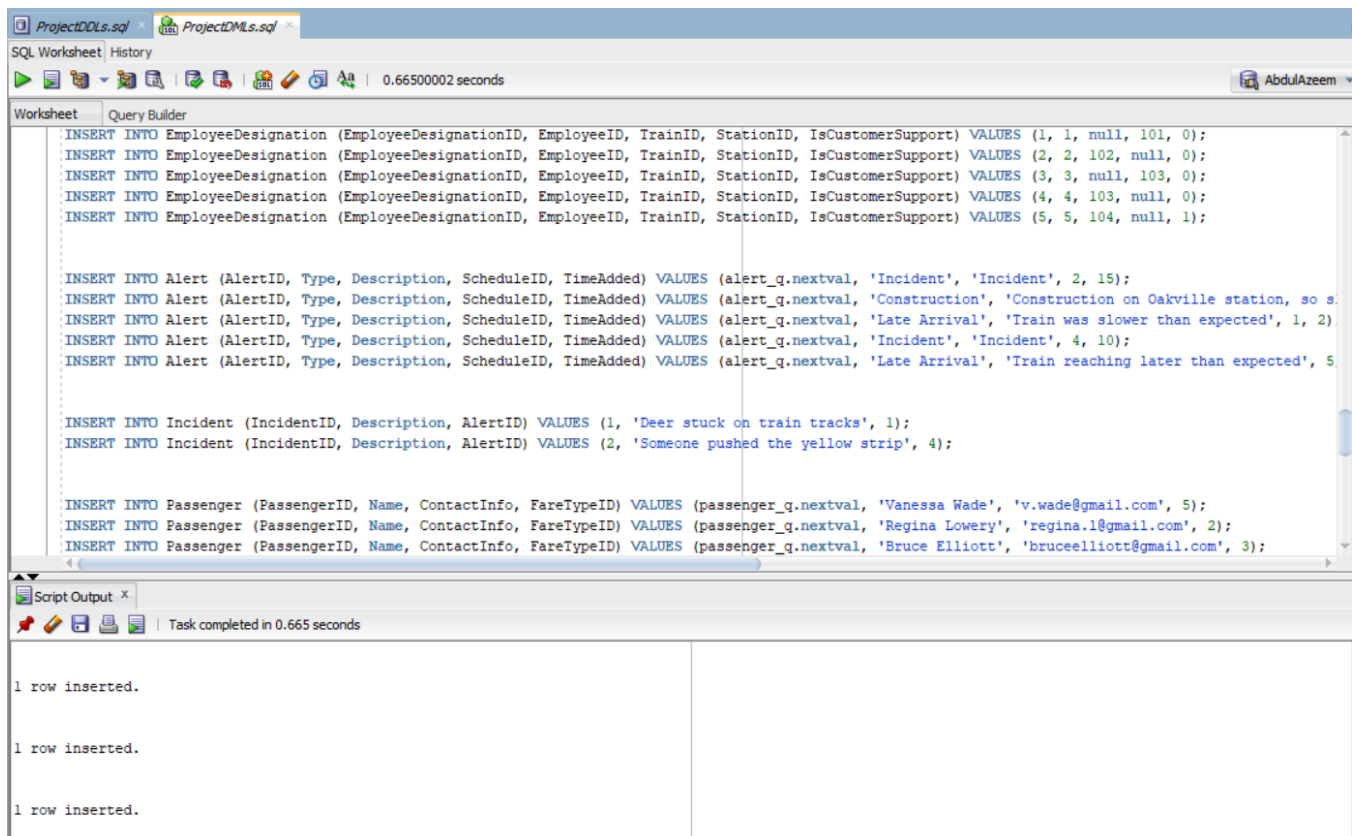 ProjectDDLs.sql × ProjectDMLs.sql ×
SQL Worksheet History
0.66500002 seconds AbdulAzeem
Worksheet Query Builder
INSERT INTO EmployeeDesignation (EmployeeDesignationID, EmployeeID, TrainID, StationID, IsCustomerSupport) VALUES (1, 1, null, 101, 0);
INSERT INTO EmployeeDesignation (EmployeeDesignationID, EmployeeID, TrainID, StationID, IsCustomerSupport) VALUES (2, 2, 102, null, 0);
INSERT INTO EmployeeDesignation (EmployeeDesignationID, EmployeeID, TrainID, StationID, IsCustomerSupport) VALUES (3, 3, null, 103, 0);
INSERT INTO EmployeeDesignation (EmployeeDesignationID, EmployeeID, TrainID, StationID, IsCustomerSupport) VALUES (4, 4, 103, null, 0);
INSERT INTO EmployeeDesignation (EmployeeDesignationID, EmployeeID, TrainID, StationID, IsCustomerSupport) VALUES (5, 5, 104, null, 1);
INSERT INTO Alert (AlertID, Type, Description, ScheduleID, TimeAdded) VALUES (alert_q.nextval, 'Incident', 'Incident', 2, 15);
INSERT INTO Alert (AlertID, Type, Description, ScheduleID, TimeAdded) VALUES (alert_q.nextval, 'Construction', 'Construction on Oakville station, so
INSERT INTO Alert (AlertID, Type, Description, ScheduleID, TimeAdded) VALUES (alert_q.nextval, 'Late Arrival', 'Train was slower than expected', 1, 2)
INSERT INTO Alert (AlertID, Type, Description, ScheduleID, TimeAdded) VALUES (alert_q.nextval, 'Incident', 'Incident', 4, 10);
INSERT INTO Alert (AlertID, Type, Description, ScheduleID, TimeAdded) VALUES (alert_q.nextval, 'Late Arrival', 'Train reaching later than expected', 5
INSERT INTO Incident (IncidentID, Description, AlertID) VALUES (1, 'Deer stuck on train tracks', 1);
INSERT INTO Incident (IncidentID, Description, AlertID) VALUES (2, 'Someone pushed the yellow strip', 4);
INSERT INTO Passenger (PassengerID, Name, ContactInfo, FareTypeID) VALUES (passenger_q.nextval, 'Vanessa Wade', 'v.wade@gmail.com', 5);
INSERT INTO Passenger (PassengerID, Name, ContactInfo, FareTypeID) VALUES (passenger_q.nextval, 'Regina Lowery', 'regina.l@gmail.com', 2);
INSERT INTO Passenger (PassengerID, Name, ContactInfo, FareTypeID) VALUES (passenger_q.nextval, 'Bruce Elliott', 'bruceelliott@gmail.com', 3);
Script Output ×
Task completed in 0.665 seconds
1 row inserted.
1 row inserted.
1 row inserted.